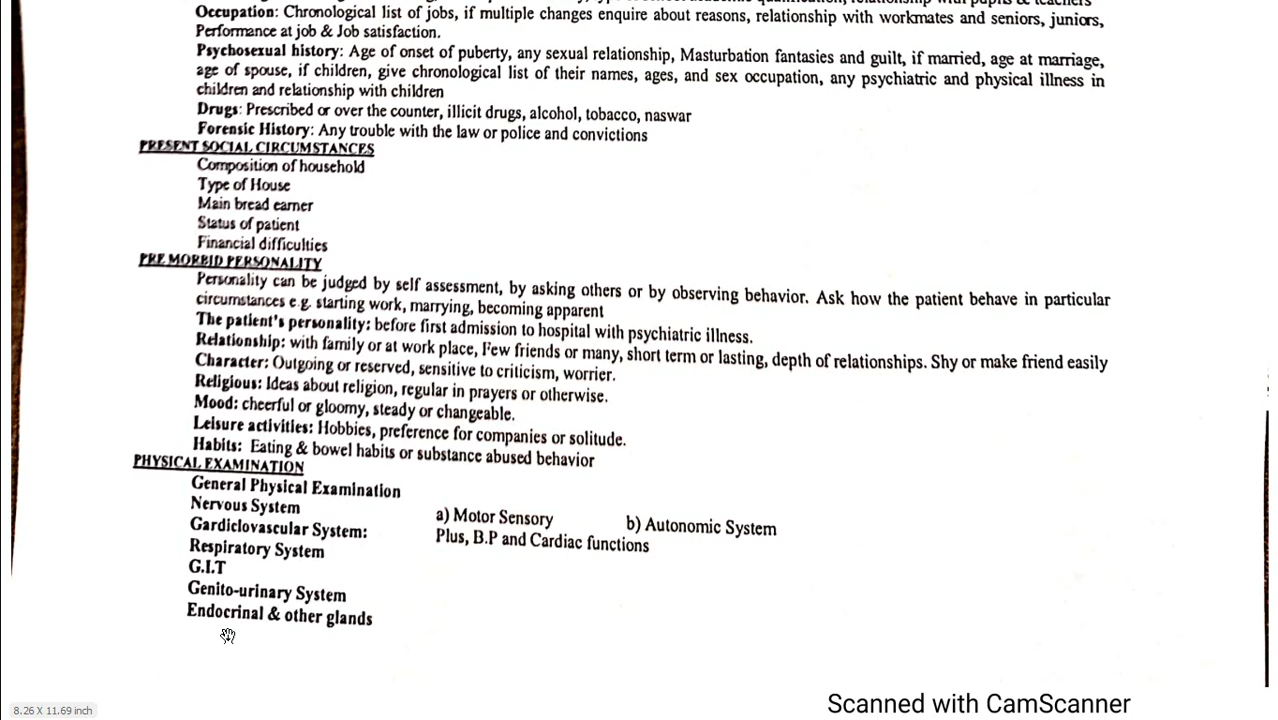 relationship with pupils & teachers
Occupation: Chronological list of jobs, if multiple changes enquire about reasons, relationship with workmates and seniors, juniors,
Performance at job & Job satisfaction.
Psychosexual history: Age of onset of puberty, any sexual relationship, Masturbation fantasies and guilt, if married, age at marriage,
age of spouse, if children, give chronological list of their names, ages, and sex occupation, any psychiatric and physical illness in
children and relationship with children
Drugs: Prescribed or over the counter, illicit drugs, alcohol, tobacco, naswar
Forensic History: Any trouble with the law or police and convictions
PRESENT SOCIAL CIRCUMSTANCES
Composition of household
Type of House
Main bread earner
Status of patient
Financial difficulties
PRE MORBID PERSONALITY
Personality can be judged by self assessment, by asking others or by observing behavior. Ask how the patient behave in particular
circumstances e.g. starting work, marrying, becoming apparent
The patient's personality: before first admission to hospital with psychiatric illness.
Relationship: with family or at work place, Few friends or many, short term or lasting, depth of relationships. Shy or make friend easily
Character: Outgoing or reserved, sensitive to criticism, worrier.
Religious: Ideas about religion, regular in prayers or otherwise.
Mood: cheerful or gloomy, steady or changeable.
Leisure activities: Hobbies, preference for companies or solitude.
Habits: Eating & bowel habits or substance abused behavior
PHYSICAL EXAMINATION
General Physical Examination
Nervous System a) Motor Sensory b) Autonomic System
Gardiclovascular System: Plus, B.P and Cardiac functions
Respiratory System
G.I.T
Genito-urinary System
Endocrinal & other glands
8.26 X 11.69 inch
Scanned with CamScanner